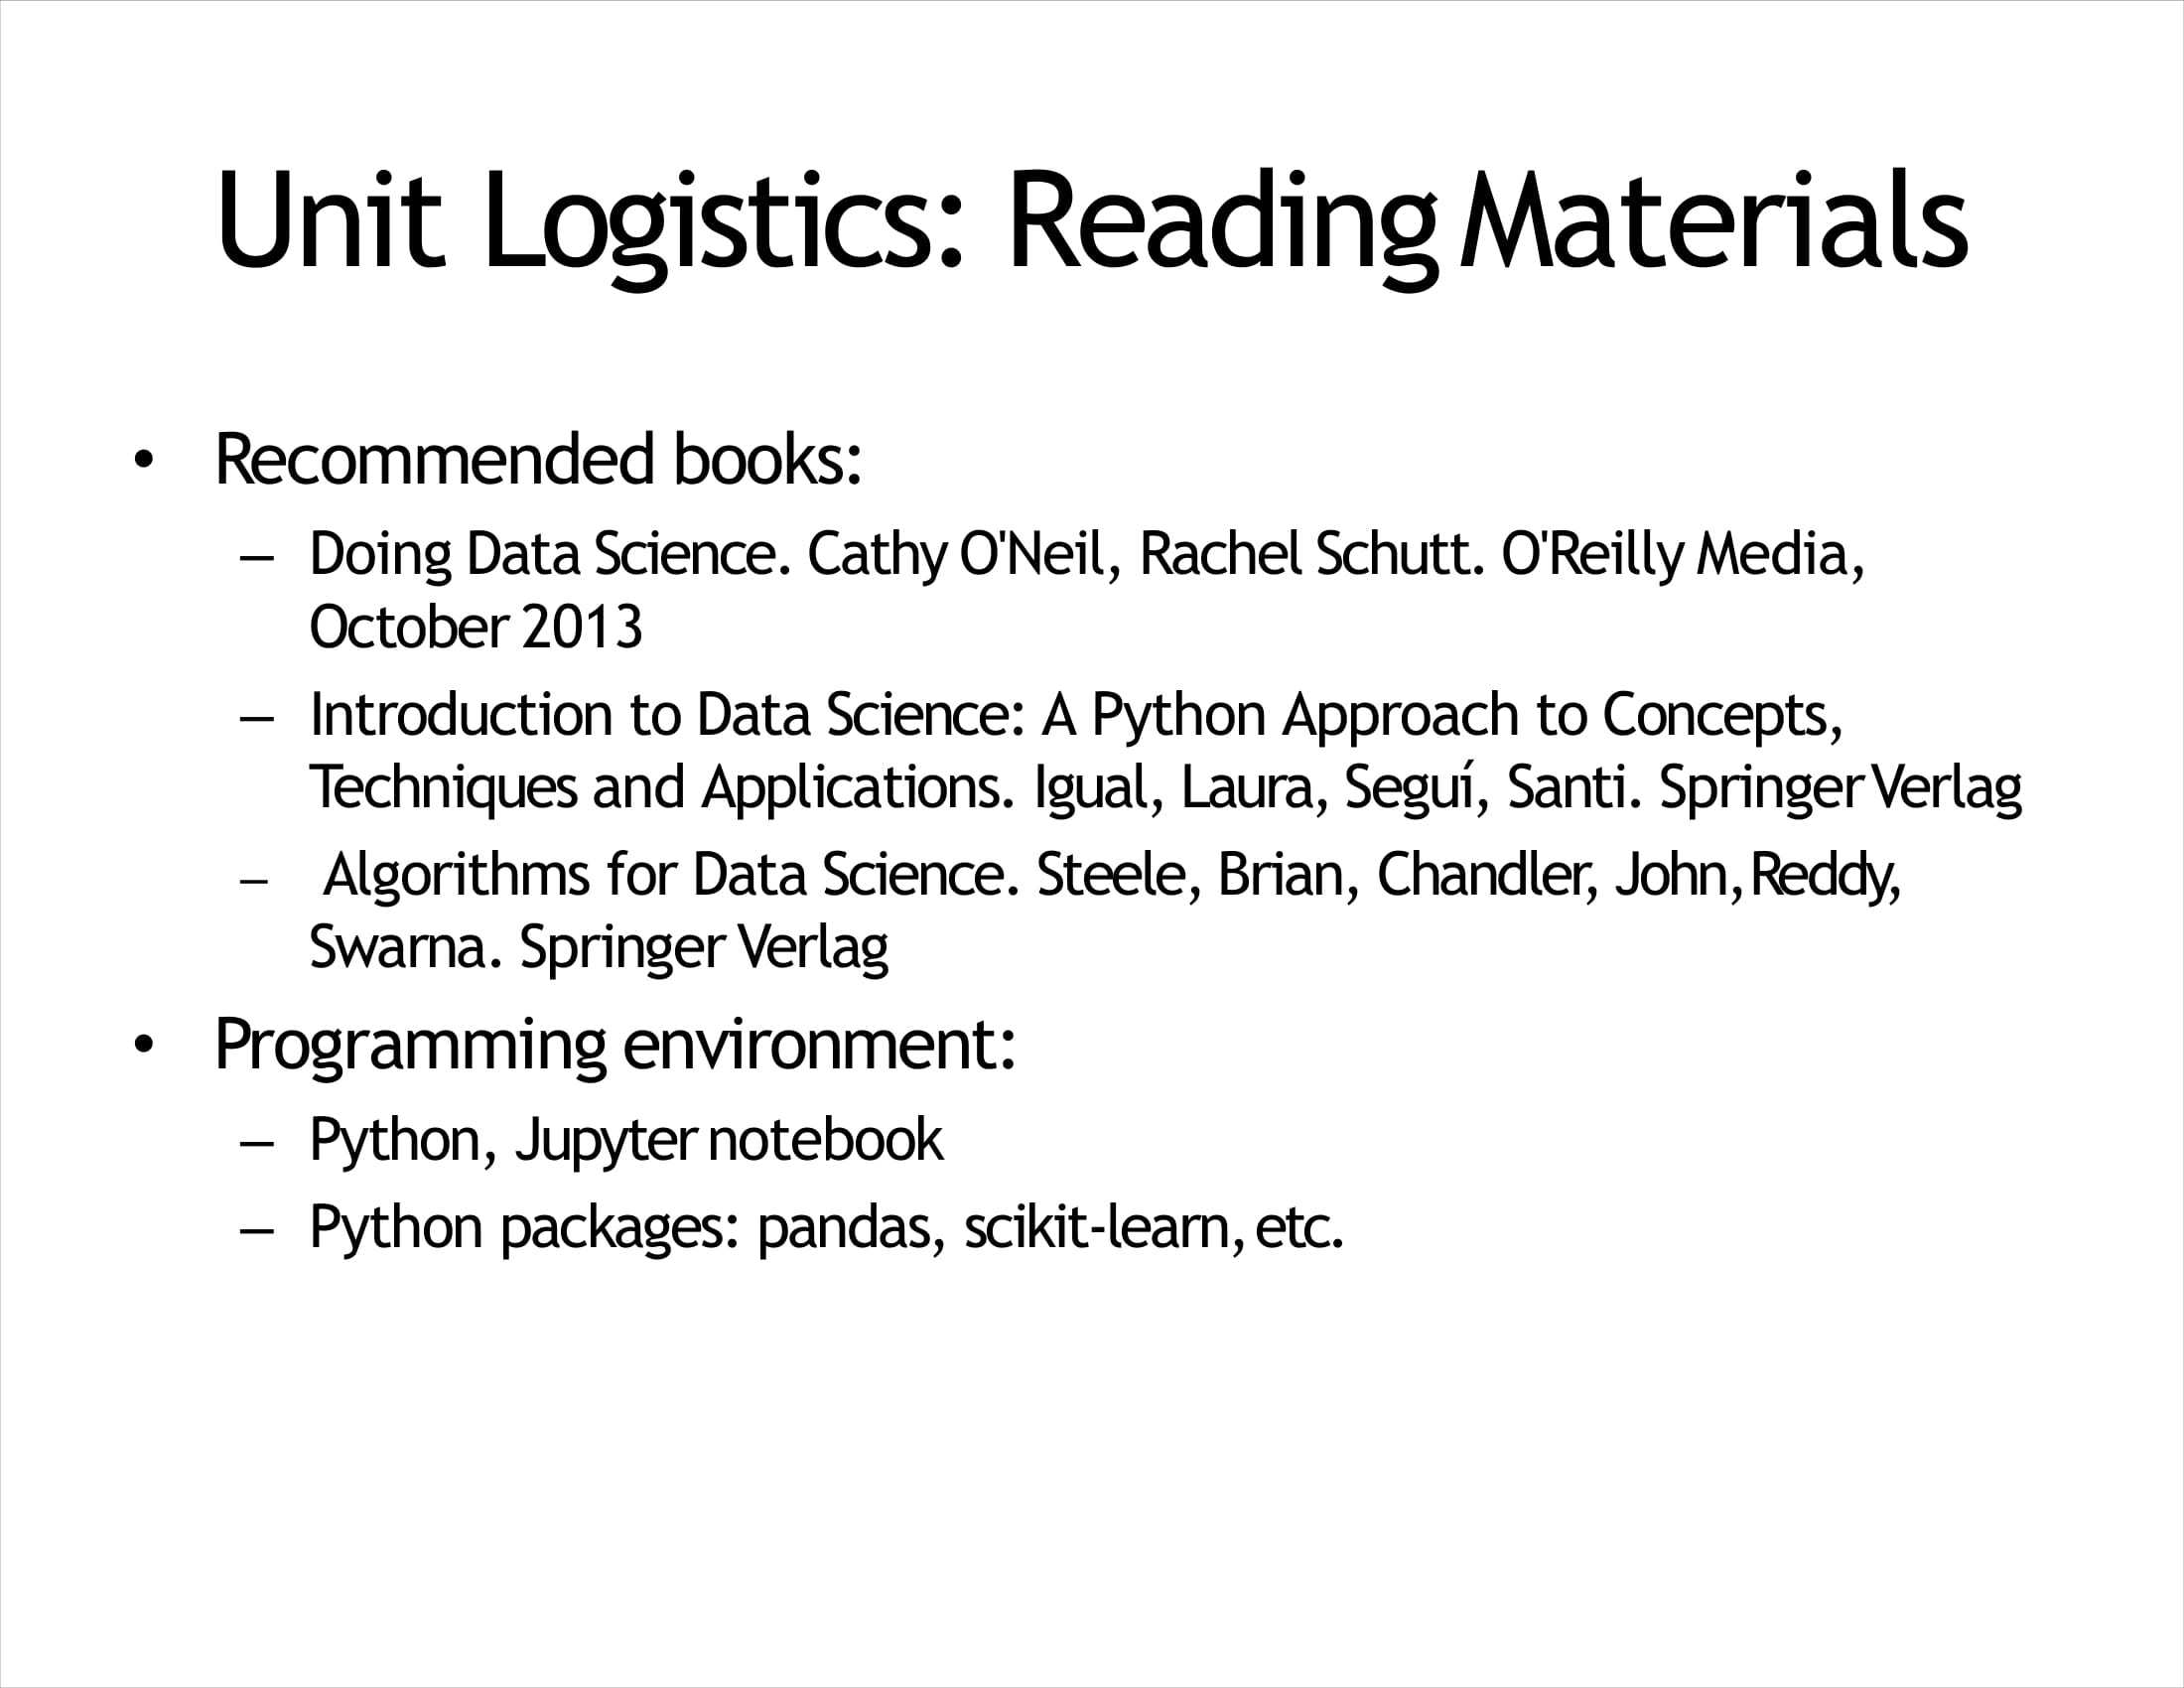 Unit Logistics: Reading Materials
• Recommended books:
– Doing Data Science. Cathy O'Neil, Rachel Schutt. O'Reilly Media,
October 2013
– Introduction to Data Science: A Python Approach to Concepts,
Techniques and Applications. Igual, Laura, Seguí, Santi. Springer Verlag
– Algorithms for Data Science. Steele, Brian, Chandler, John, Reddy,
Swarna. Springer Verlag
• Programming environment:
– Python, Jupyter notebook
– Python packages: pandas, scikit-learn, etc.